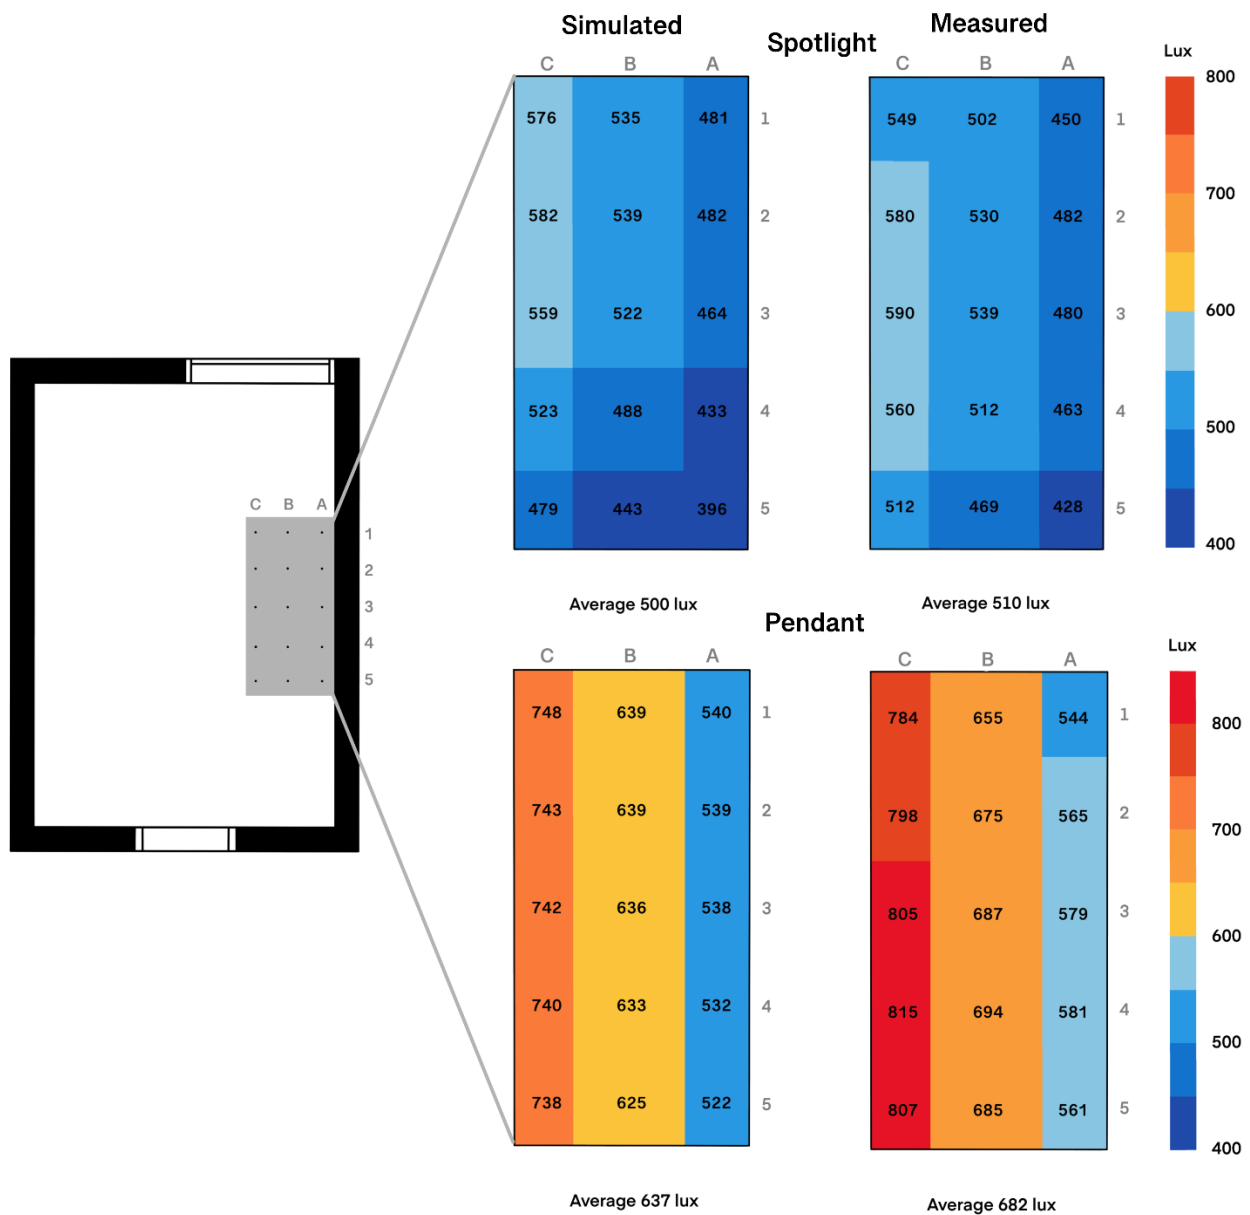 Simulated
Spotlight
Measured
Lux
C B A
C B A
800
700
600
500
400
576 535 481 1
582 539 482 2
559 522 464 3
523 488 433 4
479 443 396 5
549 502 450 1
580 530 482 2
590 539 480 3
560 512 463 4
512 469 428 5
Average 500 lux
Average 510 lux
C B A
1
2
3
4
5
Pendant
Lux
C B A
C B A
800
700
600
500
400
748 639 540 1
743 639 539 2
742 636 538 3
740 633 532 4
738 625 522 5
784 655 544 1
798 675 565 2
805 687 579 3
815 694 581 4
807 685 561 5
Average 637 lux
Average 682 lux